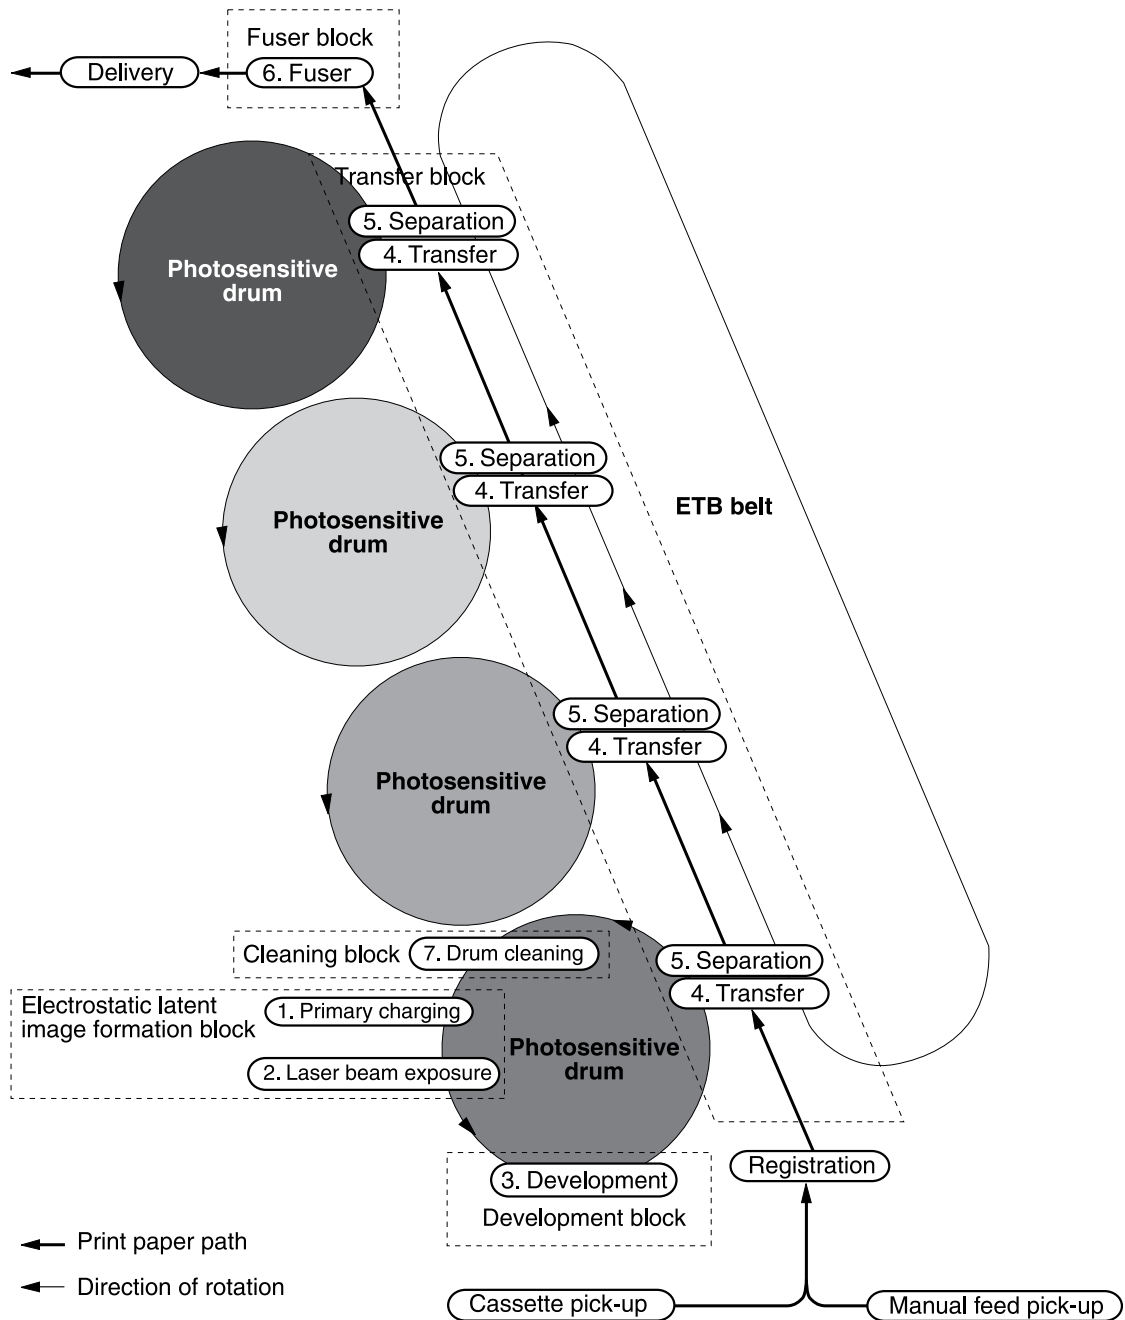 Fuser block
Delivery
6. Fuser
Transfer block
5. Separation
4. Transfer
Photosensitive
drum
5. Separation
4. Transfer
ETB belt
Photosensitive
drum
5. Separation
4. Transfer
Photosensitive
drum
Cleaning block
7. Drum cleaning
5. Separation
4. Transfer
Electrostatic latent
image formation block
1. Primary charging
2. Laser beam exposure
Photosensitive
drum
Registration
3. Development
Development block
Print paper path
Direction of rotation
Cassette pick-up
Manual feed pick-up